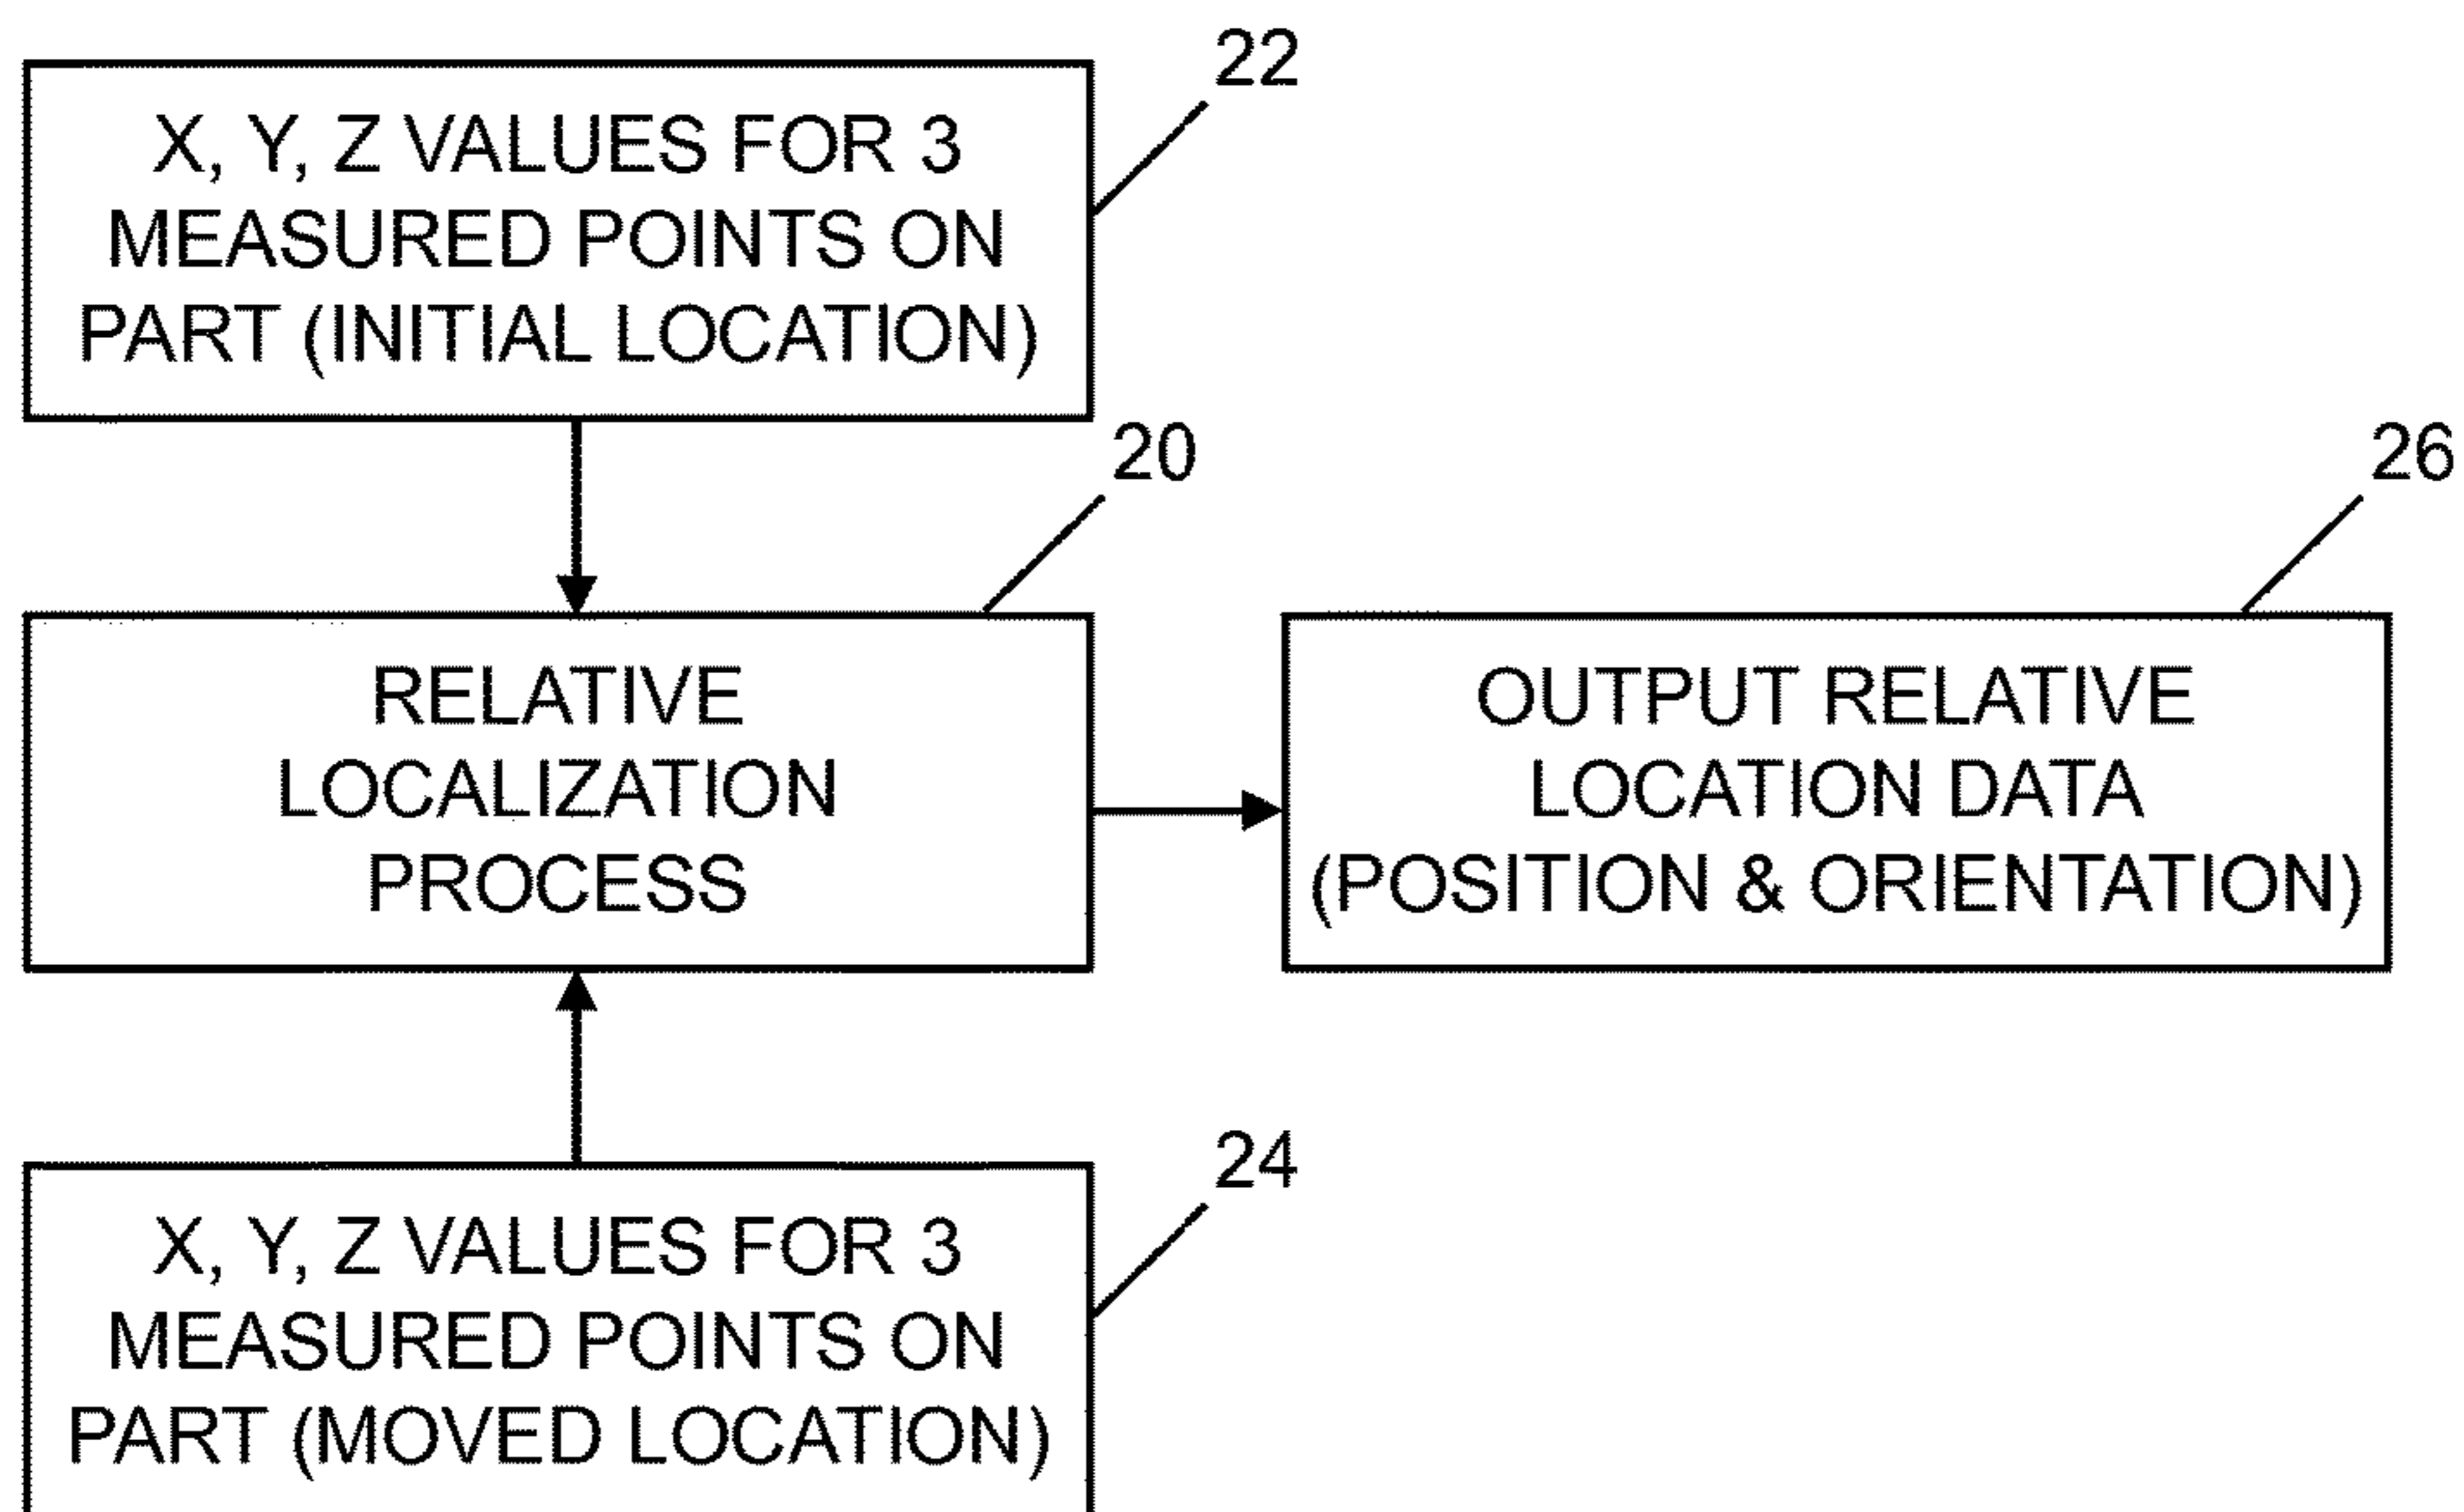 22
X, Y, Z VALUES FOR 3
MEASURED POINTS ON
PART (INITIAL LOCATION)
20
26
RELATIVE
LOCALIZATION
PROCESS
OUTPUT RELATIVE
LOCATION DATA
(POSITION & ORIENTATION)
24
X, Y, Z VALUES FOR 3
MEASURED POINTS ON
PART (MOVED LOCATION)